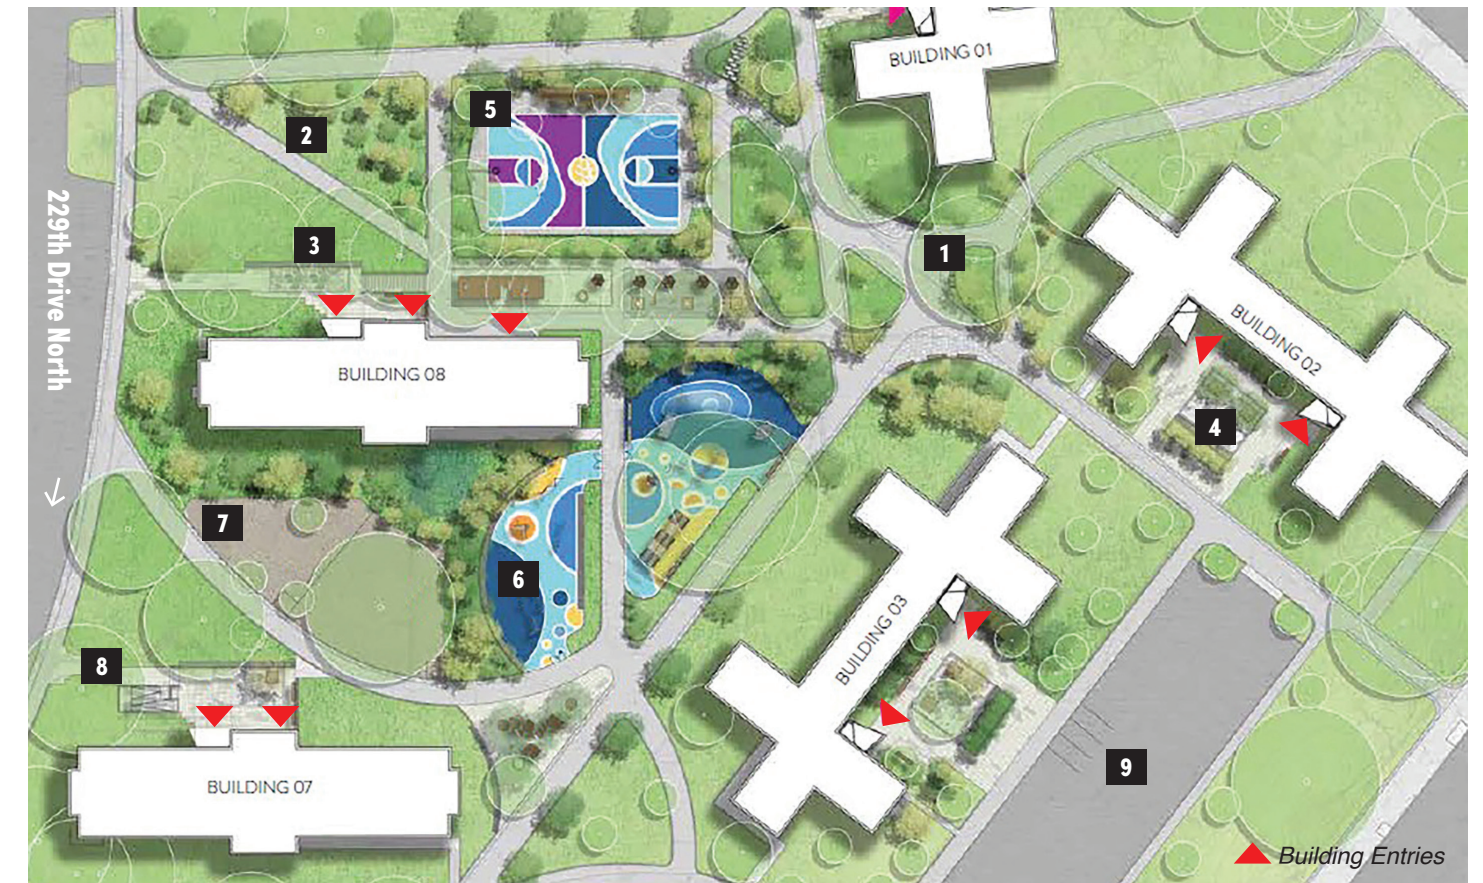 BUILDING 01
5
2
229th Drive North
3
1
BUILDING 02
BUILDING 08
4
7
6
BUILDING 03
8
9
BUILDING 07
Building Entries